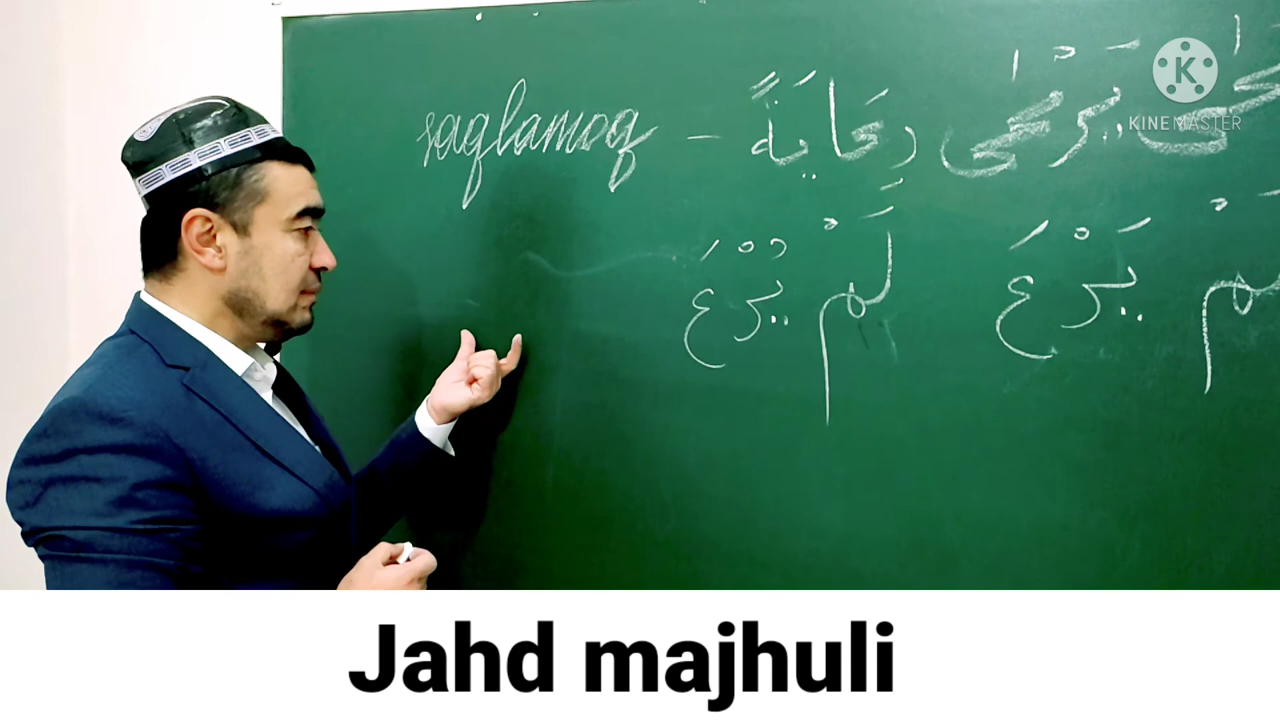 رَعَى يَرْعَى رِعَايَةً – saqlamoq
لَمْ يَرْعَ لَمْ يُرْعَ
KINEMASTER
Jahd majhuli